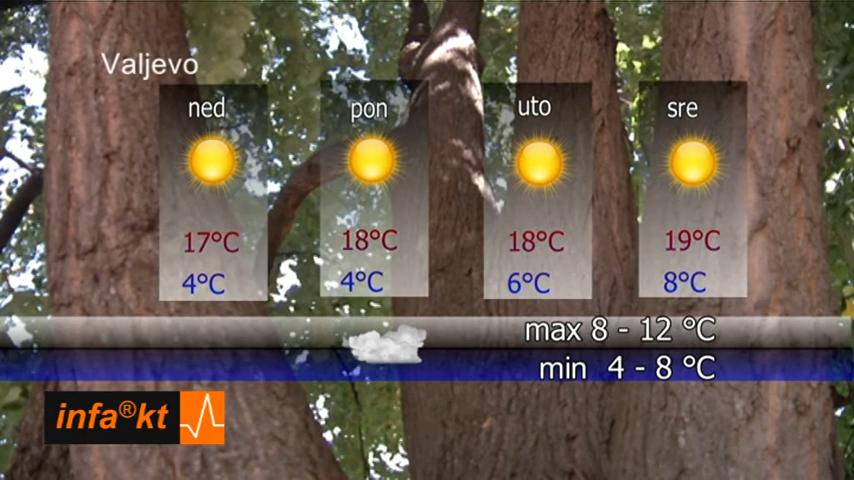 Valjevo
ned pon uto sre
17°C 18°C 18°C 19°C
4°C 4°C 6°C 8°C
max 8 - 12 °C
min 4 - 8 °C
infa®kt